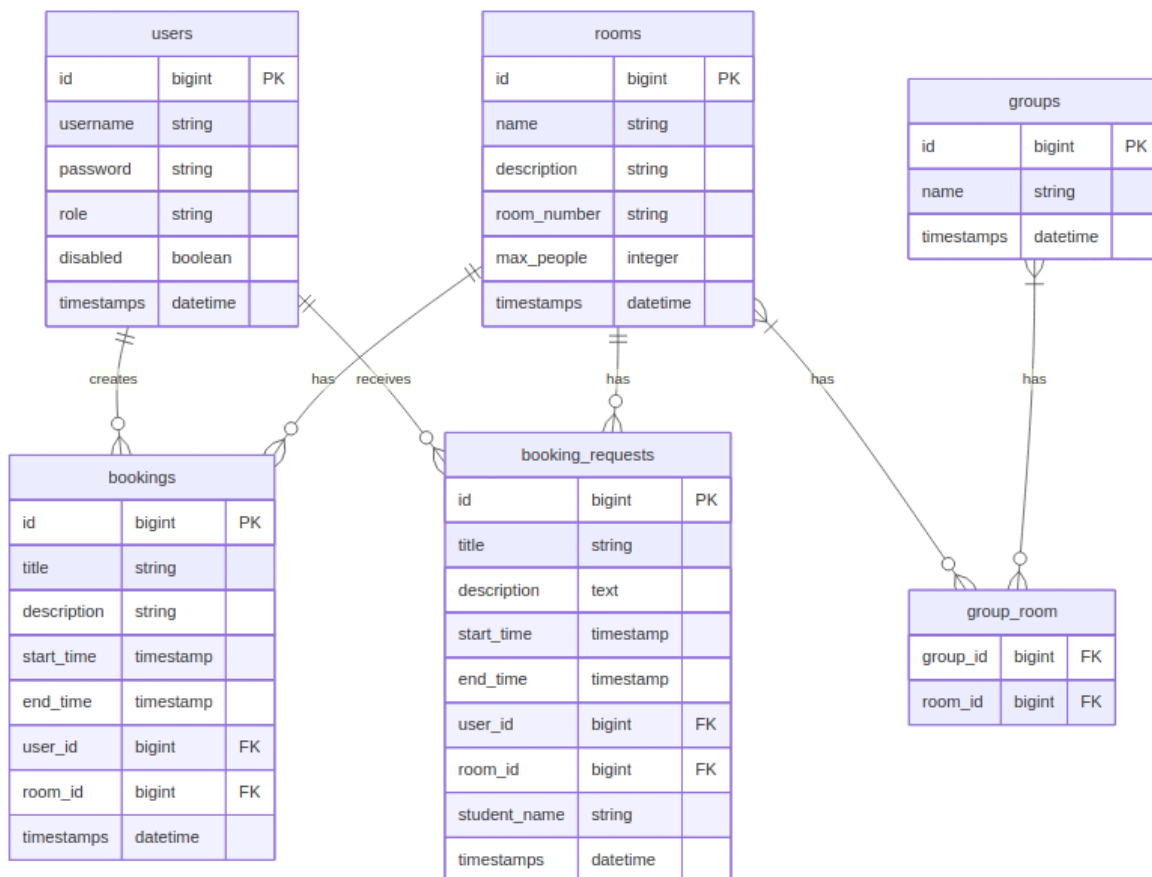 users
id bigint PK
username string
password string
role string
disabled boolean
timestamps datetime
rooms
id bigint PK
name string
description string
room_number string
max_people integer
timestamps datetime
groups
id bigint PK
name string
timestamps datetime
creates
has
receives
has
has
has
bookings
id bigint PK
title string
description string
start_time timestamp
end_time timestamp
user_id bigint FK
room_id bigint FK
timestamps datetime
booking_requests
id bigint PK
title string
description text
start_time timestamp
end_time timestamp
user_id bigint FK
room_id bigint FK
student_name string
timestamps datetime
group_room
group_id bigint FK
room_id bigint FK